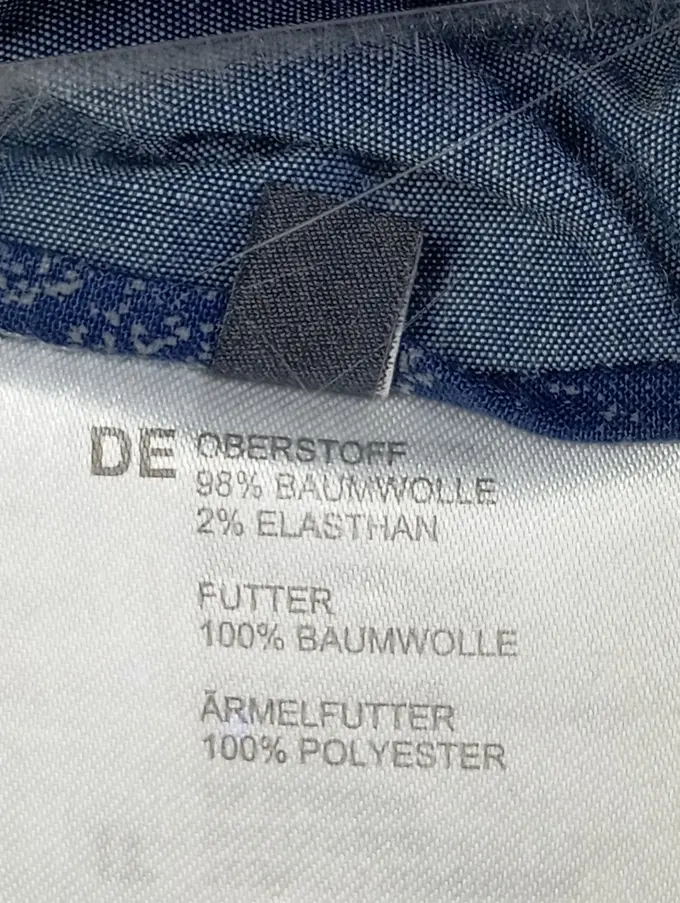 DE OBERSTOFF
98% BAUMWOLLE
2% ELASTHAN
FUTTER
100% BAUMWOLLE
ÄRMELFUTTER
100% POLYESTER